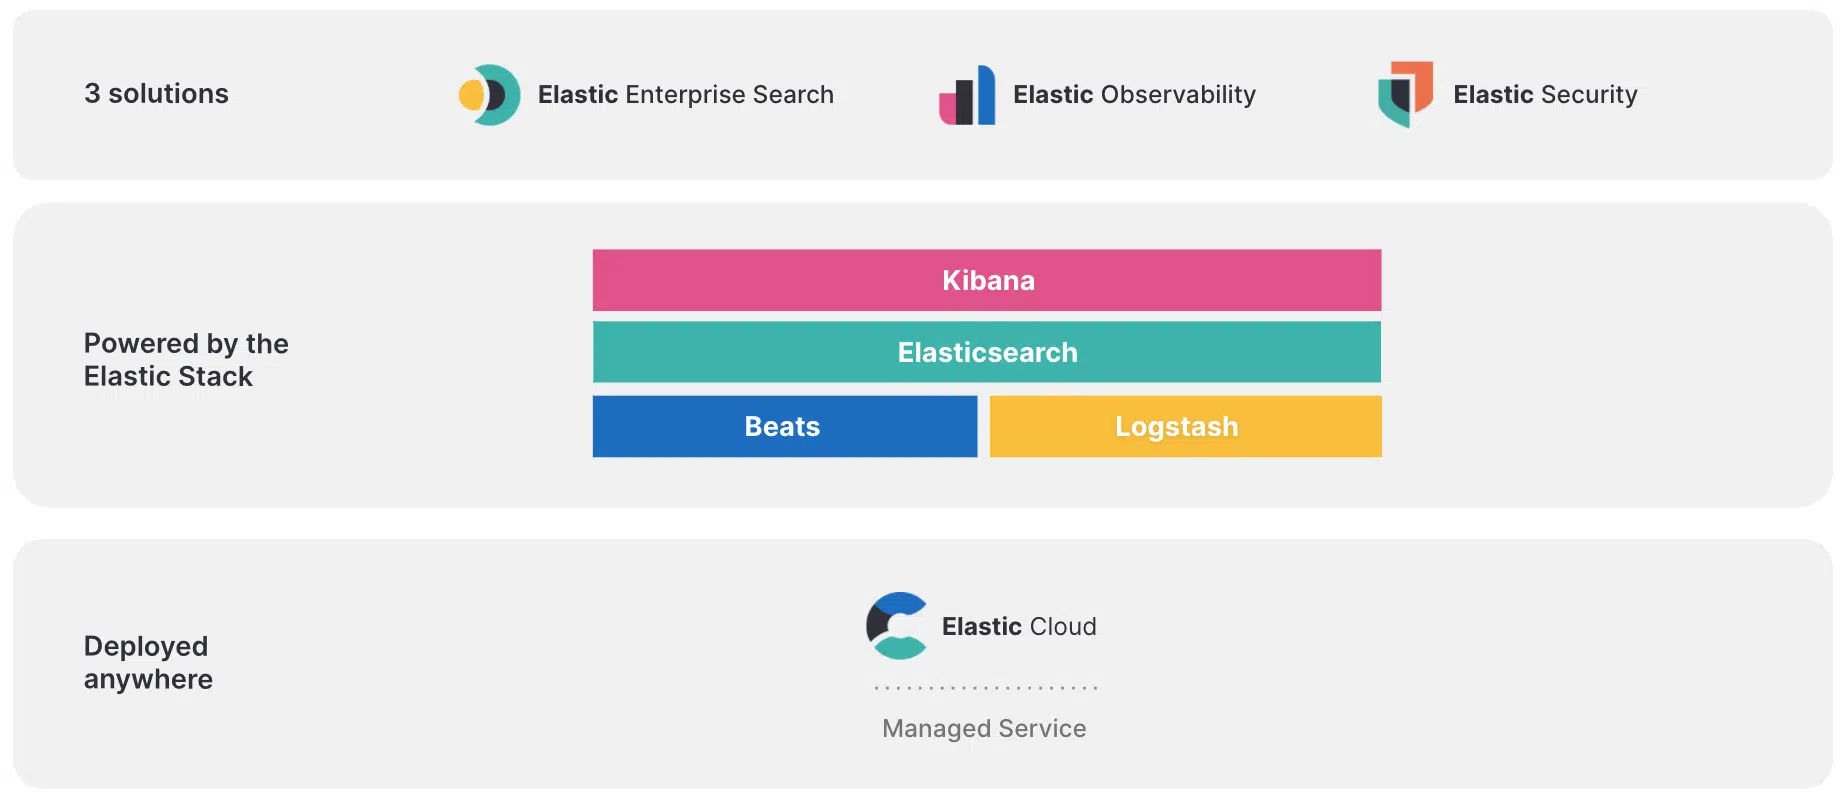 3 solutions
Elastic Enterprise Search
Elastic Observability
Elastic Security
Powered by the
Elastic Stack
Kibana
Elasticsearch
Beats
Logstash
Deployed
anywhere
Elastic Cloud
Managed Service